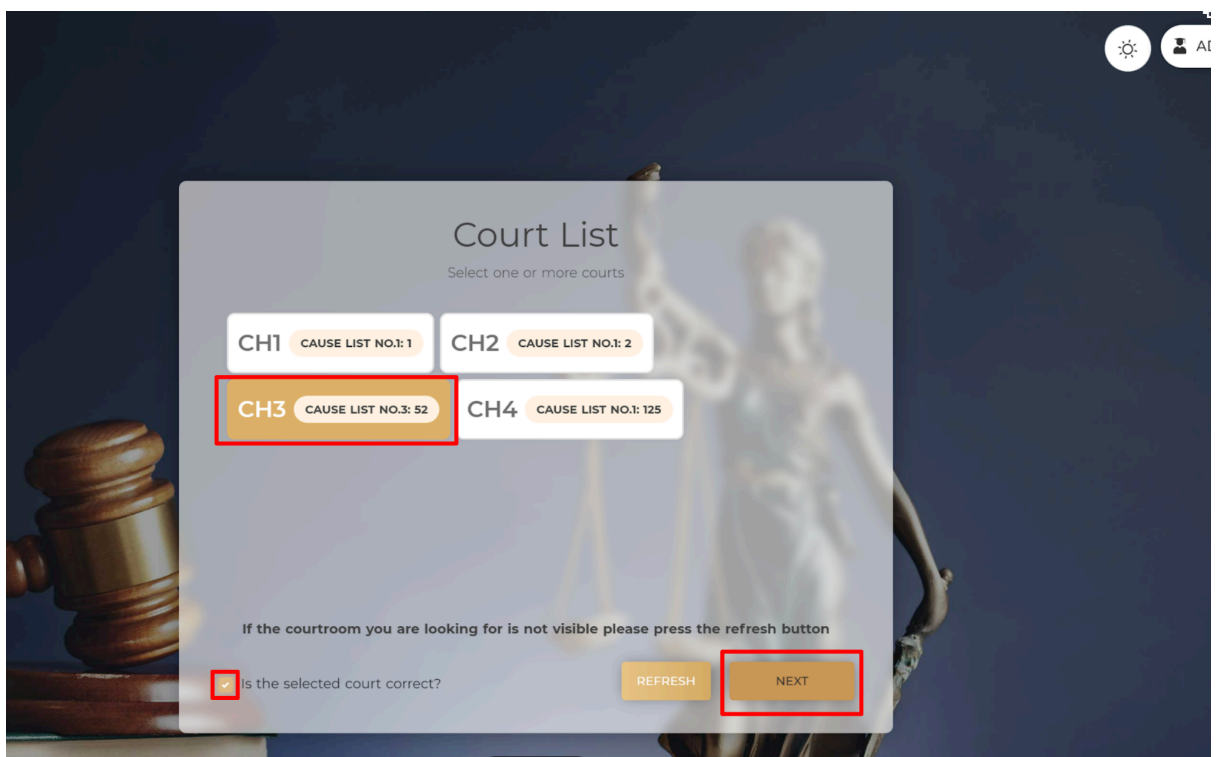 AD
Court List
Select one or more courts
CH1 CAUSE LIST NO.1: 1 CH2 CAUSE LIST NO.1: 2
CH3 CAUSE LIST NO.3: 52 CH4 CAUSE LIST NO.1: 125
If the courtroom you are looking for is not visible please press the refresh button
Is the selected court correct? REFRESH NEXT